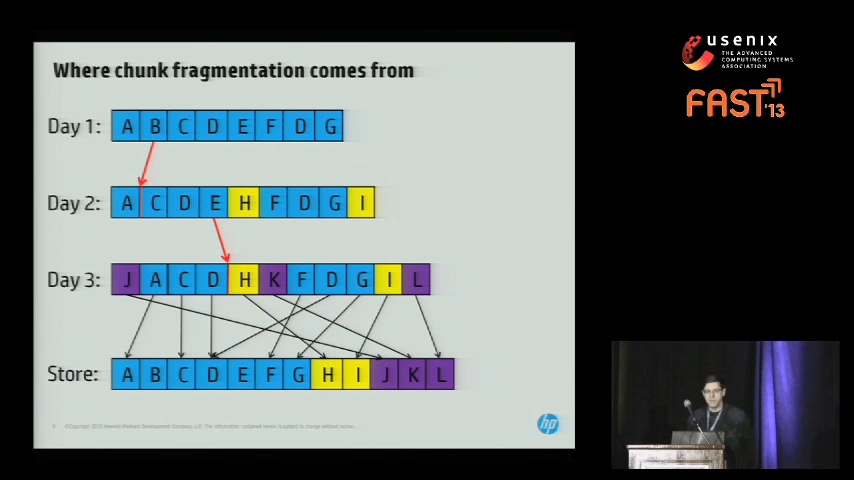 Where chunk fragmentation comes from
Day 1: A B C D E F D G
Day 2: A C D E H F D G I
Day 3: J A C D H K F D G I L
Store: A B C D E F G H I J K L
hp
usenix
THE ADVANCED
COMPUTING SYSTEMS
ASSOCIATION
FAST'13